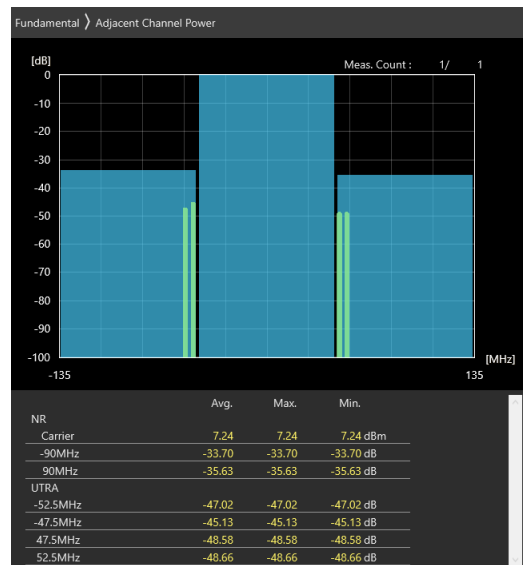 Fundamental 〉 Adjacent Channel Power
[dB]
Meas. Count : 1/ 1
0
-10
-20
-30
-40
-50
-60
-70
-80
-90
-100
[MHz]
-135 135
Avg. Max. Min.
NR
Carrier 7.24 7.24 7.24 dBm
-90MHz -33.70 -33.70 -33.70 dB
90MHz -35.63 -35.63 -35.63 dB
UTRA
-52.5MHz -47.02 -47.02 -47.02 dB
-47.5MHz -45.13 -45.13 -45.13 dB
47.5MHz -48.58 -48.58 -48.58 dB
52.5MHz -48.66 -48.66 -48.66 dB